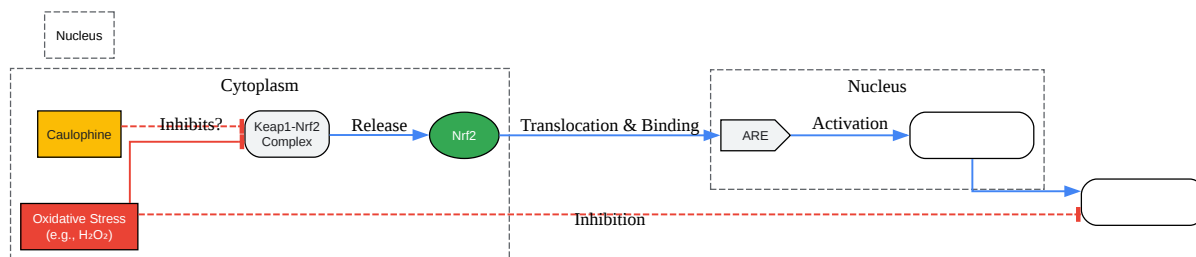 Nucleus
Cytoplasm
Nucleus
Caulophine
Inhibits?
Keap1-Nrf2
Complex
Release
Nrf2
Translocation & Binding
ARE
Activation
Oxidative Stress
(e.g., H₂O₂)
Inhibition